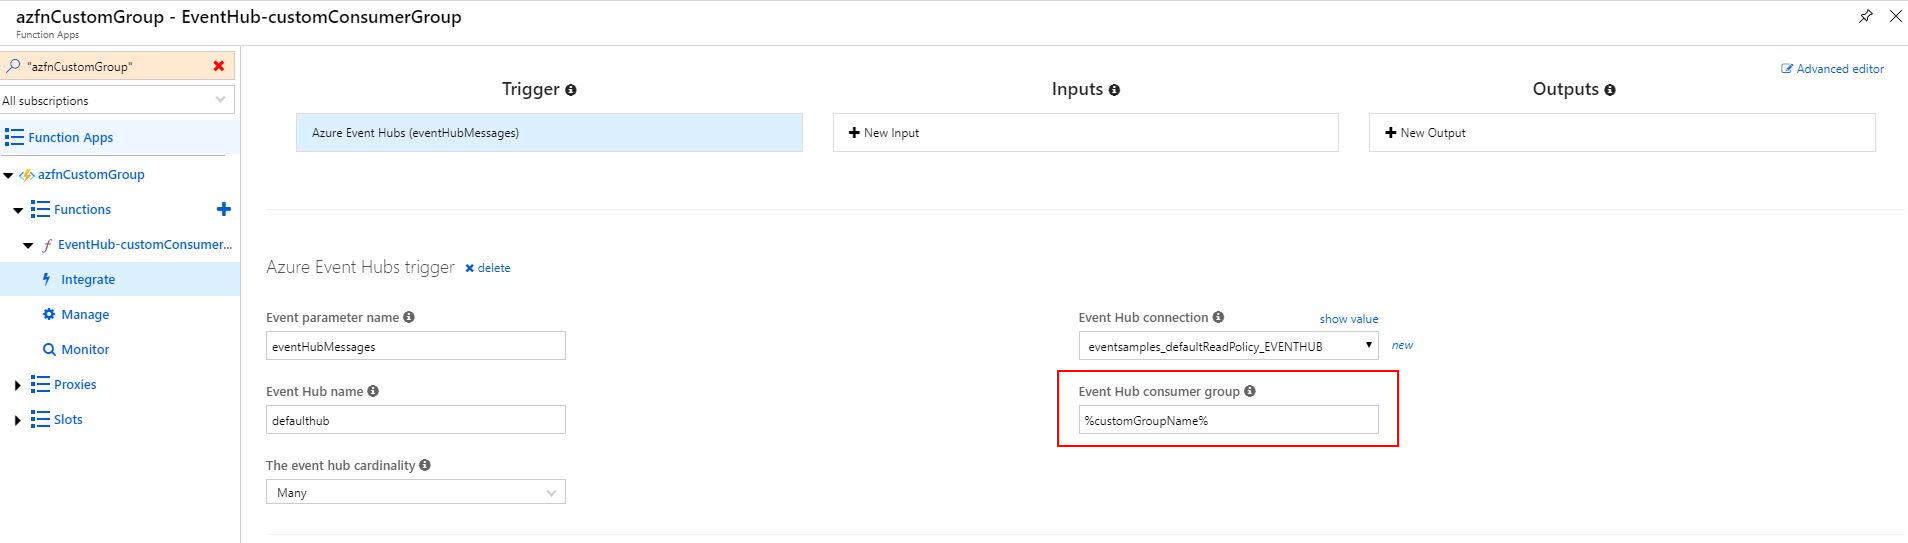 azfnCustomGroup - EventHub-customConsumerGroup
Function Apps
"azfnCustomGroup"
All subscriptions
Function Apps
azfnCustomGroup
Functions
EventHub-customConsumer...
Integrate
Manage
Monitor
Proxies
Slots
Advanced editor
Trigger
Inputs
Outputs
Azure Event Hubs (eventHubMessages)
New Input
New Output
Azure Event Hubs trigger delete
Event parameter name
eventHubMessages
Event Hub connection
show value
eventsamples_defaultReadPolicy_EVENTHUB
new
Event Hub name
defaulthub
Event Hub consumer group
%customGroupName%
The event hub cardinality
Many